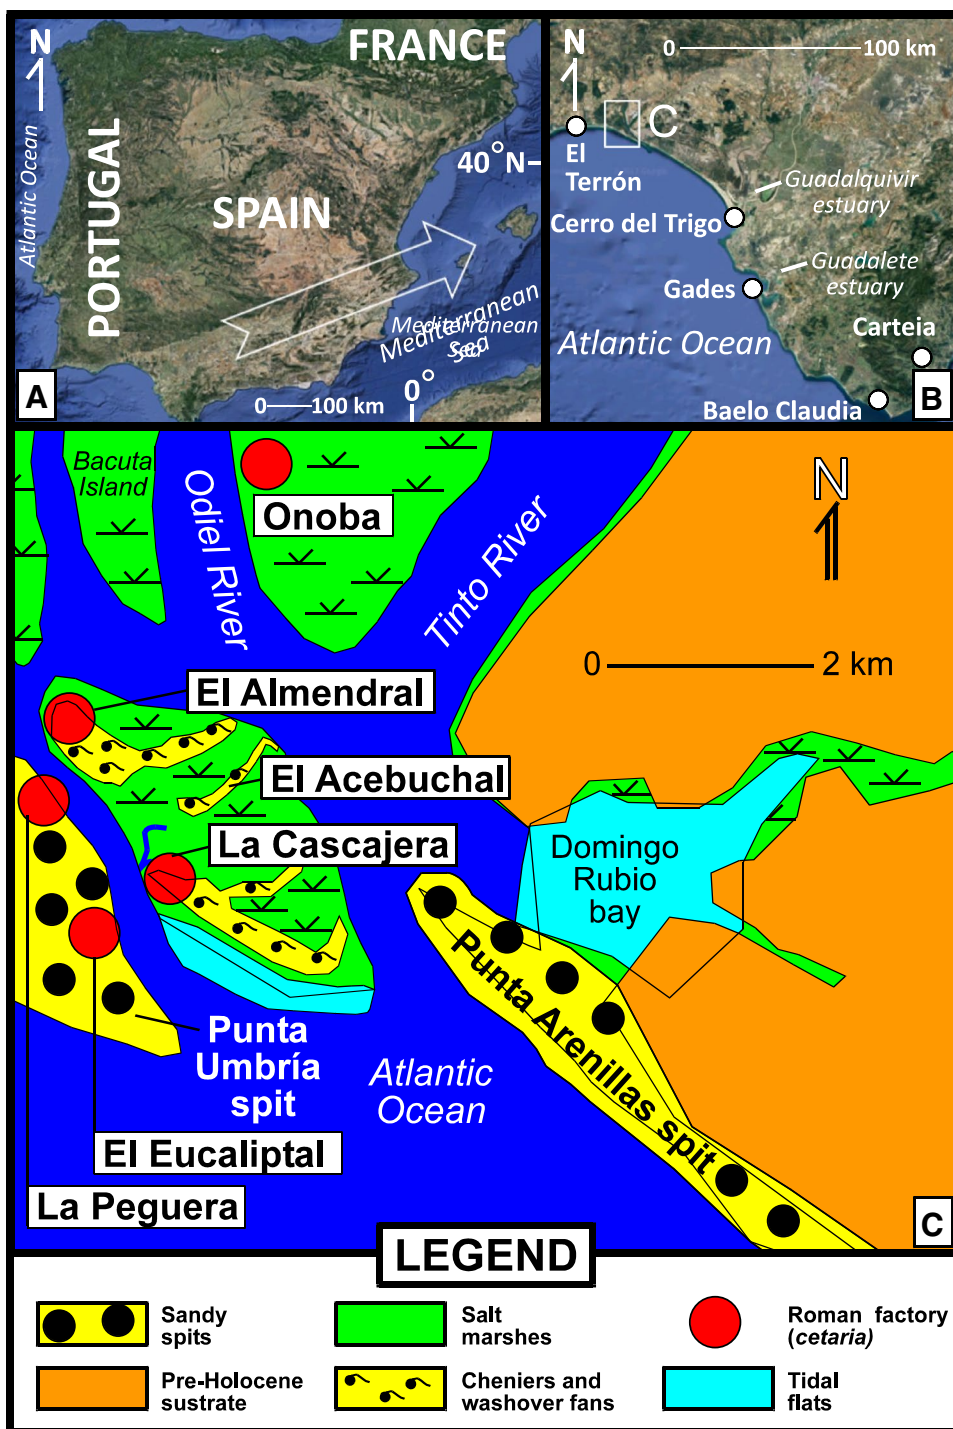 N
FRANCE
Atlantic Ocean
PORTUGAL
SPAIN
40°N
Mediterranean
Sea
Mediterranean
Sea
0°
0 100 km
A
N
0 100 km
C
El
Terrón
Guadalquivir
estuary
Cerro del Trigo
Guadalete
estuary
Gades
Carteia
Atlantic Ocean
Baelo Claudia
B
Bacuta
Island
Odiel River
Onoba
Tinto River
N
0 2 km
El Almendral
El Acebuchal
La Cascajera
Domingo
Rubio
bay
Punta Arenillas spit
Punta
Umbría
spit
Atlantic
Ocean
El Eucaliptal
La Peguera
C
LEGEND
Sandy
spits
Salt
marshes
Roman factory
(cetaria)
Pre-Holocene
sustrate
Cheniers and
washover fans
Tidal
flats